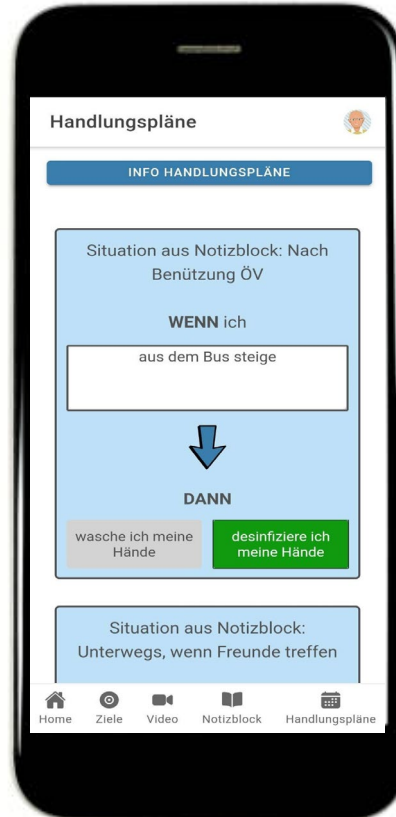 Handlungspläne
INFO HANDLUNGSPLÄNE
Situation aus Notizblock: Nach
Benützung ÖV
WENN ich
aus dem Bus steige
DANN
wasche ich meine
Hände
desinfiziere ich
meine Hände
Situation aus Notizblock:
Unterwegs, wenn Freunde treffen
Home
Ziele
Video
Notizblock
Handlungspläne